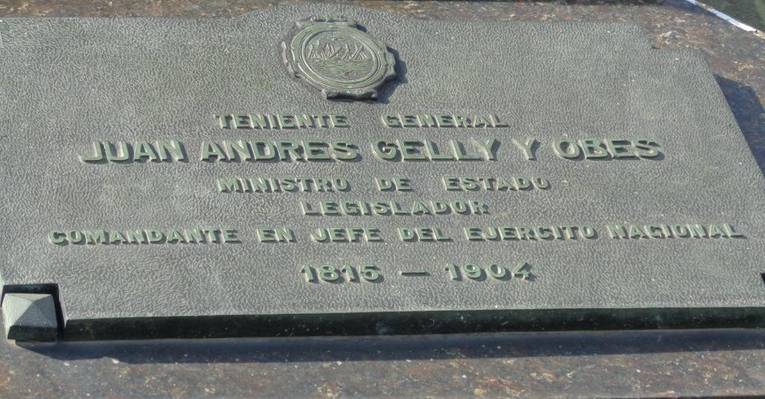 TENIENTE GENERAL
JUAN ANDRES GELLY Y OBES
MINISTRO DE ESTADO
LEGISLADOR
COMANDANTE EN JEFE DEL EJERCITO NACIONAL
1815 — 1904